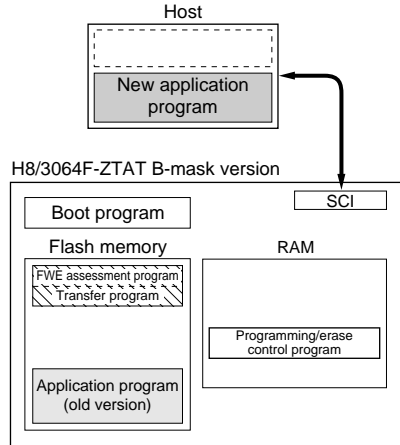 Host
New application
program
H8/3064F-ZTAT B-mask version
SCI
Boot program
Flash memory
RAM
FWE assessment program
Transfer program
Programming/erase
control program
Application program
(old version)